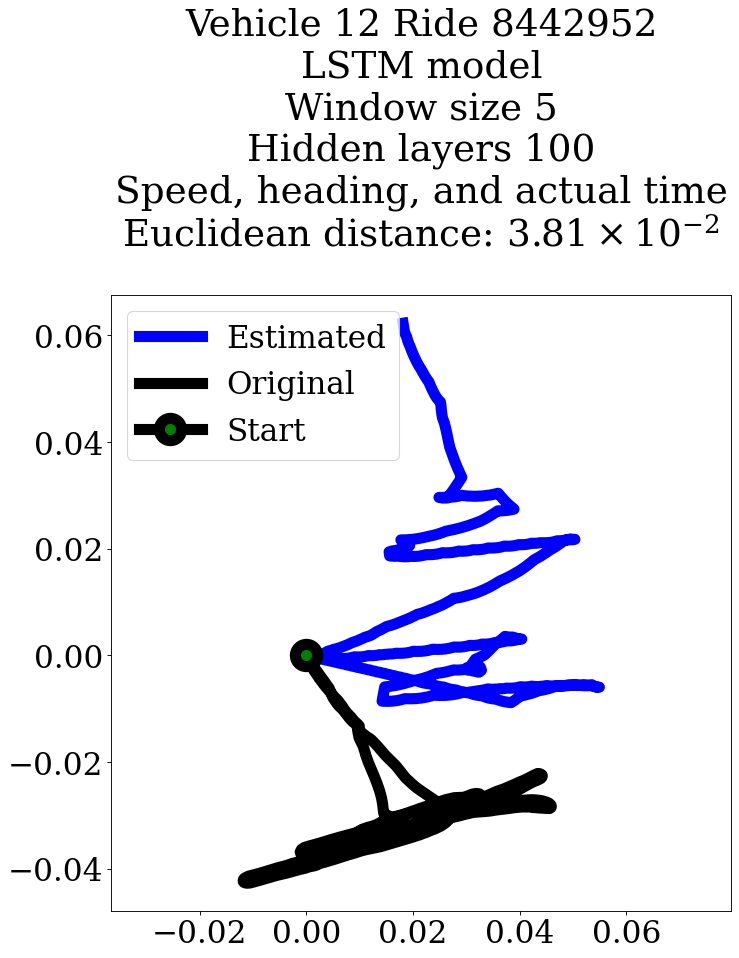 Vehicle 12 Ride 8442952
LSTM model
Window size 5
Hidden layers 100
Speed, heading, and actual time
Euclidean distance: 3.81 × 10⁻²
Estimated
Original
Start
0.06
0.04
0.02
0.00
−0.02
−0.04
−0.02 0.00 0.02 0.04 0.06